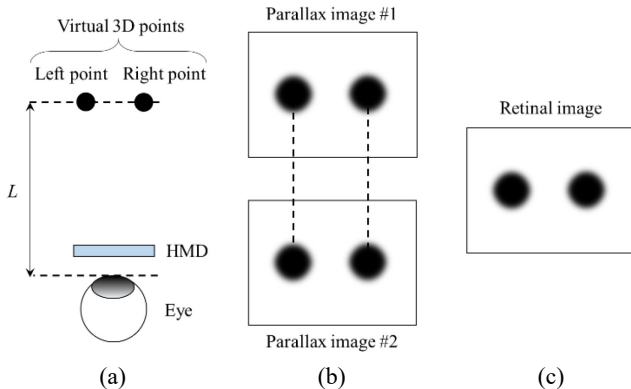 Virtual 3D points
Left point
Right point
L
HMD
Eye
(a)
Parallax image #1
Parallax image #2
(b)
Retinal image
(c)